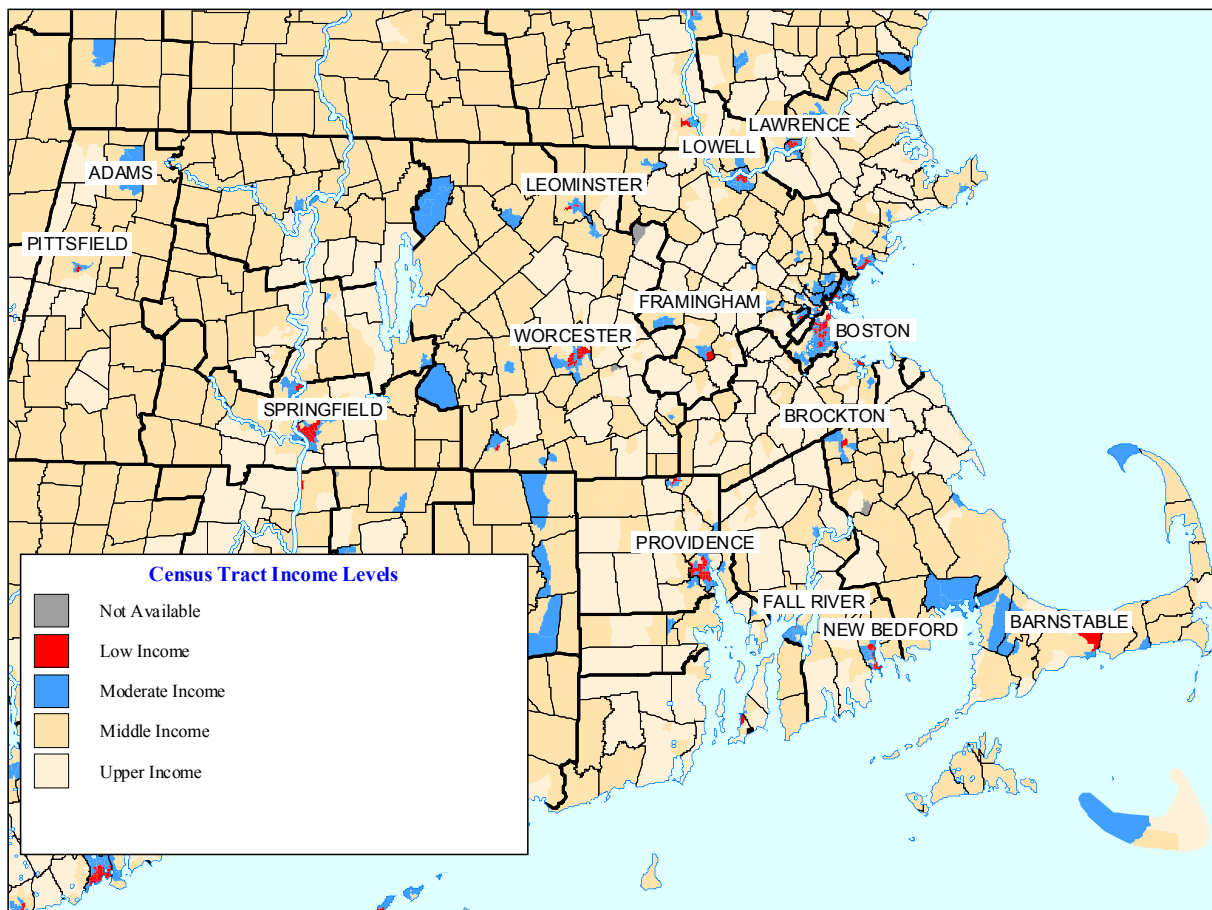 LAWRENCE
LOWELL
ADAMS
LEOMINSTER
PITTSFIELD
FRAMINGHAM
WORCESTER
BOSTON
SPRINGFIELD
BROCKTON
PROVIDENCE
FALL RIVER
NEW BEDFORD
BARNSTABLE
Census Tract Income Levels
Not Available
Low Income
Moderate Income
Middle Income
Upper Income